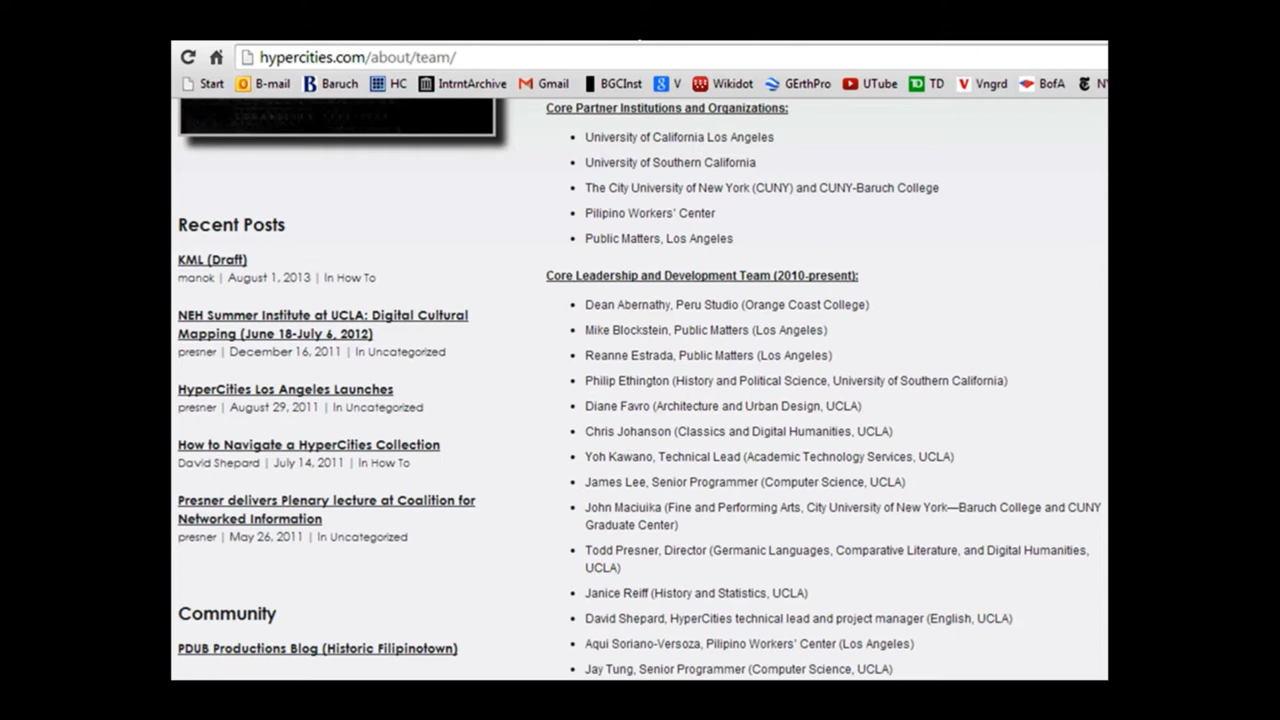 hypercities.com/about/team/
Start B-mail Baruch HC IntrntArchive Gmail BGCInst V Wikidot GErthPro UTube TD Vngrd BofA
Core Partner Institutions and Organizations:
University of California Los Angeles
University of Southern California
The City University of New York (CUNY) and CUNY-Baruch College
Pilipino Workers' Center
Public Matters, Los Angeles
Core Leadership and Development Team (2010-present):
Dean Abernathy, Peru Studio (Orange Coast College)
Mike Blockstein, Public Matters (Los Angeles)
Reanne Estrada, Public Matters (Los Angeles)
Philip Ethington (History and Political Science, University of Southern California)
Diane Favro (Architecture and Urban Design, UCLA)
Chris Johanson (Classics and Digital Humanities, UCLA)
Yoh Kawano, Technical Lead (Academic Technology Services, UCLA)
James Lee, Senior Programmer (Computer Science, UCLA)
John Maciuika (Fine and Performing Arts, City University of New York—Baruch College and CUNY
Graduate Center)
Todd Presner, Director (Germanic Languages, Comparative Literature, and Digital Humanities,
UCLA)
Janice Reiff (History and Statistics, UCLA)
David Shepard, HyperCities technical lead and project manager (English, UCLA)
Aqui Soriano-Versoza, Pilipino Workers' Center (Los Angeles)
Jay Tung, Senior Programmer (Computer Science, UCLA)
Recent Posts
KML (Draft)
manok | August 1, 2013 | In How To
NEH Summer Institute at UCLA: Digital Cultural
Mapping (June 18-July 6, 2012)
presner | December 16, 2011 | In Uncategorized
HyperCities Los Angeles Launches
presner | August 29, 2011 | In Uncategorized
How to Navigate a HyperCities Collection
David Shepard | July 14, 2011 | In How To
Presner delivers Plenary lecture at Coalition for
Networked Information
presner | May 26, 2011 | In Uncategorized
Community
PDUB Productions Blog (Historic Filipinotown)